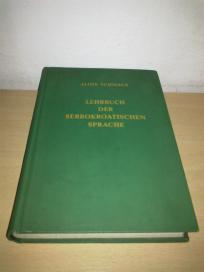 ALOIS SCHMAUS
LEHRBUCH
DER
SERBOKROATISCHEN
SPRACHE